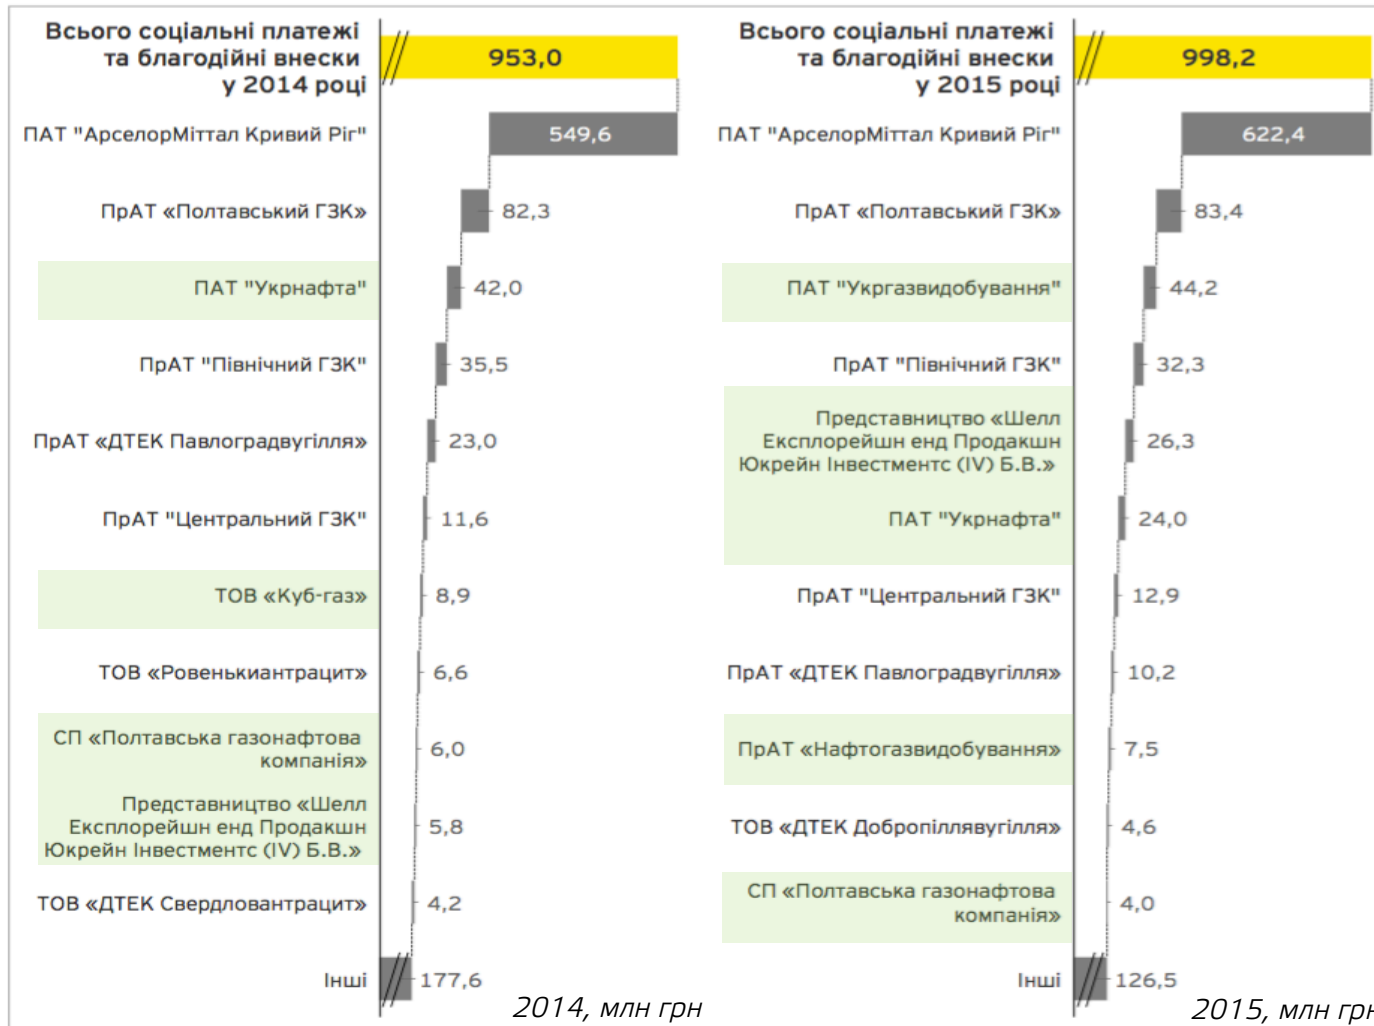 Всього соціальні платежі
та благодійні внески
у 2014 році
953,0
ПАТ "АрселорМіттал Кривий Ріг"
549,6
ПрАТ «Полтавський ГЗК»
82,3
ПАТ "Укрнафта"
42,0
ПрАТ "Північний ГЗК"
35,5
ПрАТ «ДТЕК Павлоградвугілля»
23,0
ПрАТ "Центральний ГЗК"
11,6
ТОВ «Куб-газ»
8,9
ТОВ «Ровенькиантрацит»
6,6
СП «Полтавська газонафтова
компанія»
6,0
Представництво «Шелл
Експлорейшн енд Продакшн
Юкрейн Інвестментс (IV) Б.В.»
5,8
ТОВ «ДТЕК Свердловантрацит»
4,2
Інші
177,6
2014, млн грн
Всього соціальні платежі
та благодійні внески
у 2015 році
998,2
ПАТ "АрселорМіттал Кривий Ріг"
622,4
ПрАТ «Полтавський ГЗК»
83,4
ПАТ "Укргазвидобування"
44,2
ПрАТ "Північний ГЗК"
32,3
Представництво «Шелл
Експлорейшн енд Продакшн
Юкрейн Інвестментс (IV) Б.В.»
26,3
ПАТ "Укрнафта"
24,0
ПрАТ "Центральний ГЗК"
12,9
ПрАТ «ДТЕК Павлоградвугілля»
10,2
ПрАТ «Нафтогазвидобування»
7,5
ТОВ «ДТЕК Добропіллявугілля»
4,6
СП «Полтавська газонафтова
компанія»
4,0
Інші
126,5
2015, млн грн